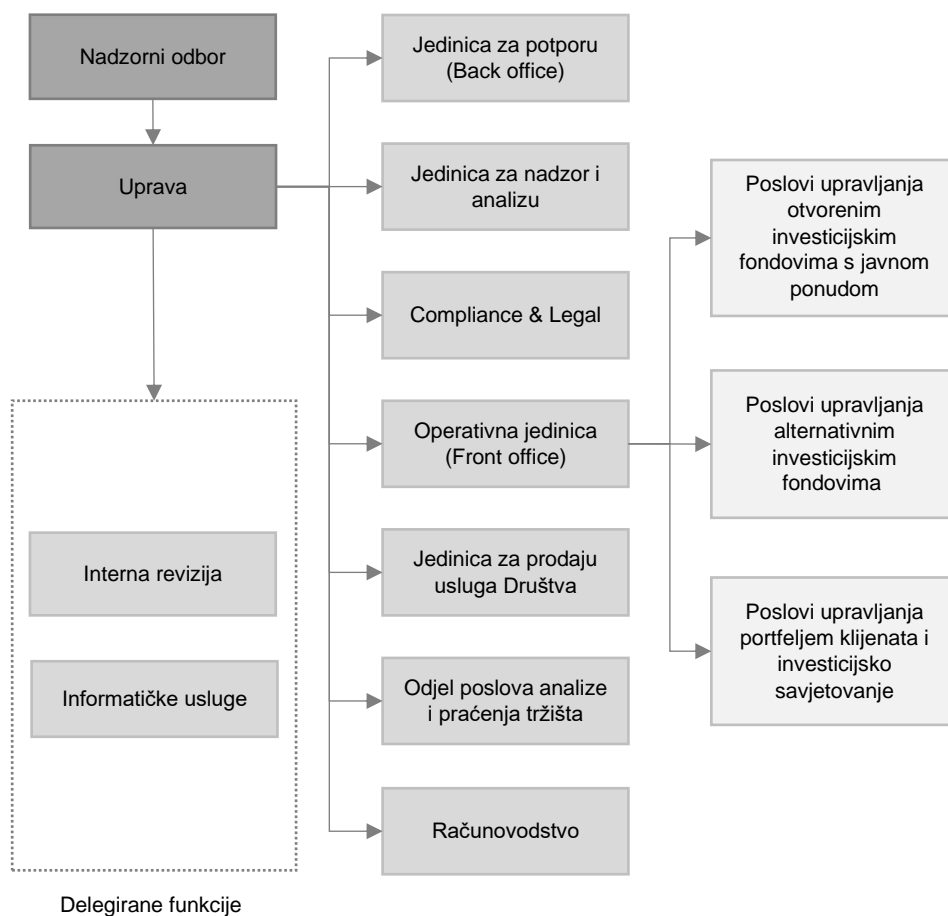 Nadzorni odbor
Uprava
Interna revizija
Informatičke usluge
Delegirane funkcije
Jedinica za potporu
(Back office)
Jedinica za nadzor i
analizu
Compliance & Legal
Operativna jedinica
(Front office)
Jedinica za prodaju
usluga Društva
Odjel poslova analize
i praćenja tržišta
Računovodstvo
Poslovi upravljanja
otvorenim
investicijskim
fondovima s javnom
ponudom
Poslovi upravljanja
alternativnim
investicijskim
fondovima
Poslovi upravljanja
portfeljem klijenata i
investicijsko
savjetovanje